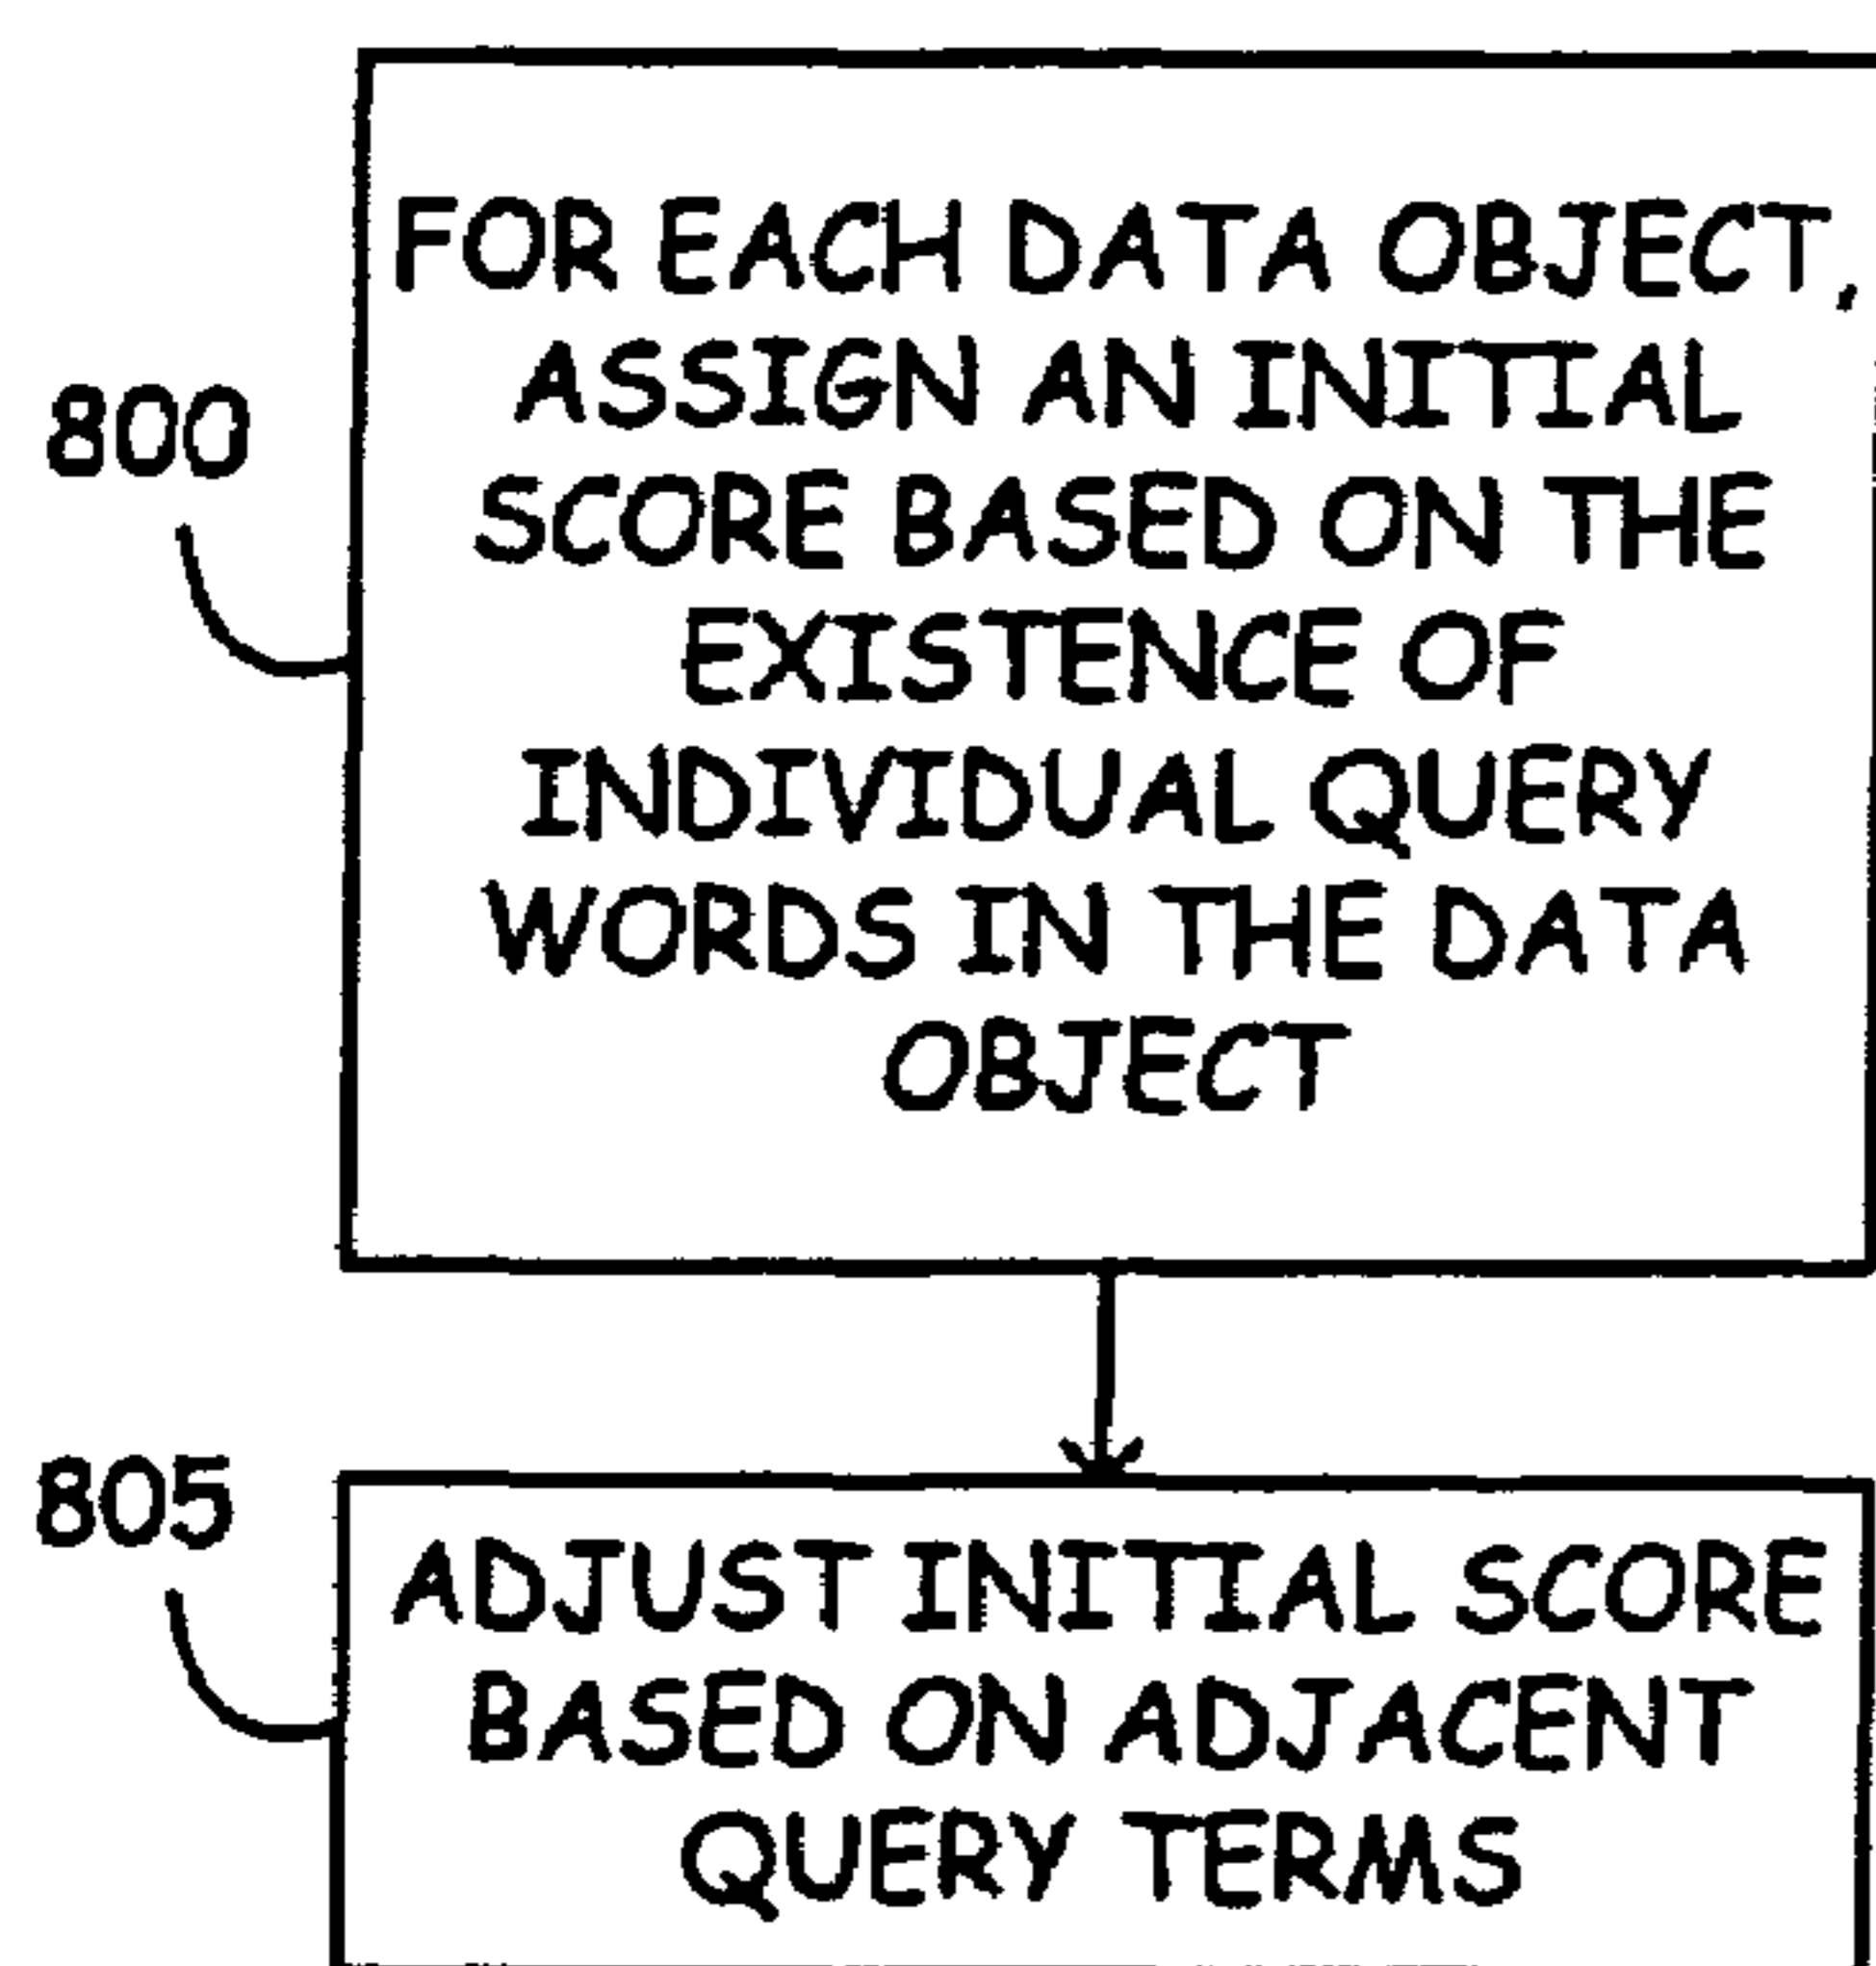 FOR EACH DATA OBJECT,
ASSIGN AN INITIAL
800
SCORE BASED ON THE
EXISTENCE OF
INDIVIDUAL QUERY
WORDS IN THE DATA
OBJECT
805
ADJUST INITIAL SCORE
BASED ON ADJACENT
QUERY TERMS